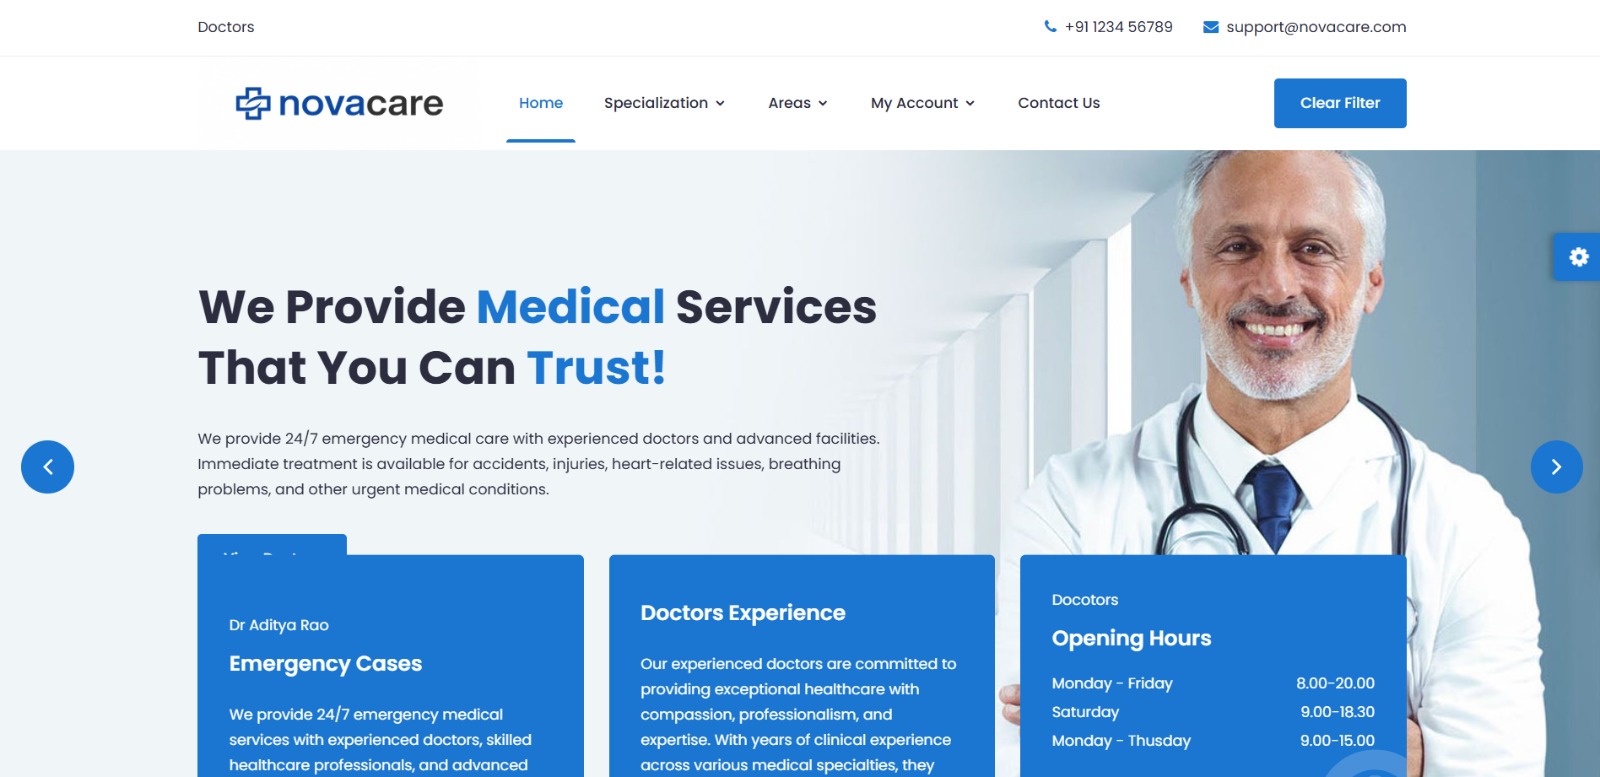 Doctors
+91 1234 56789
support@novacare.com
novacare
Home
Specialization
Areas
My Account
Contact Us
Clear Filter
We Provide Medical Services
That You Can Trust!
We provide 24/7 emergency medical care with experienced doctors and advanced facilities.
Immediate treatment is available for accidents, injuries, heart-related issues, breathing
problems, and other urgent medical conditions.
Dr Aditya Rao
Emergency Cases
We provide 24/7 emergency medical
services with experienced doctors, skilled
healthcare professionals, and advanced
Doctors Experience
Our experienced doctors are committed to
providing exceptional healthcare with
compassion, professionalism, and
expertise. With years of clinical experience
across various medical specialties, they
Docotors
Opening Hours
Monday - Friday 8.00-20.00
Saturday 9.00-18.30
Monday - Thusday 9.00-15.00